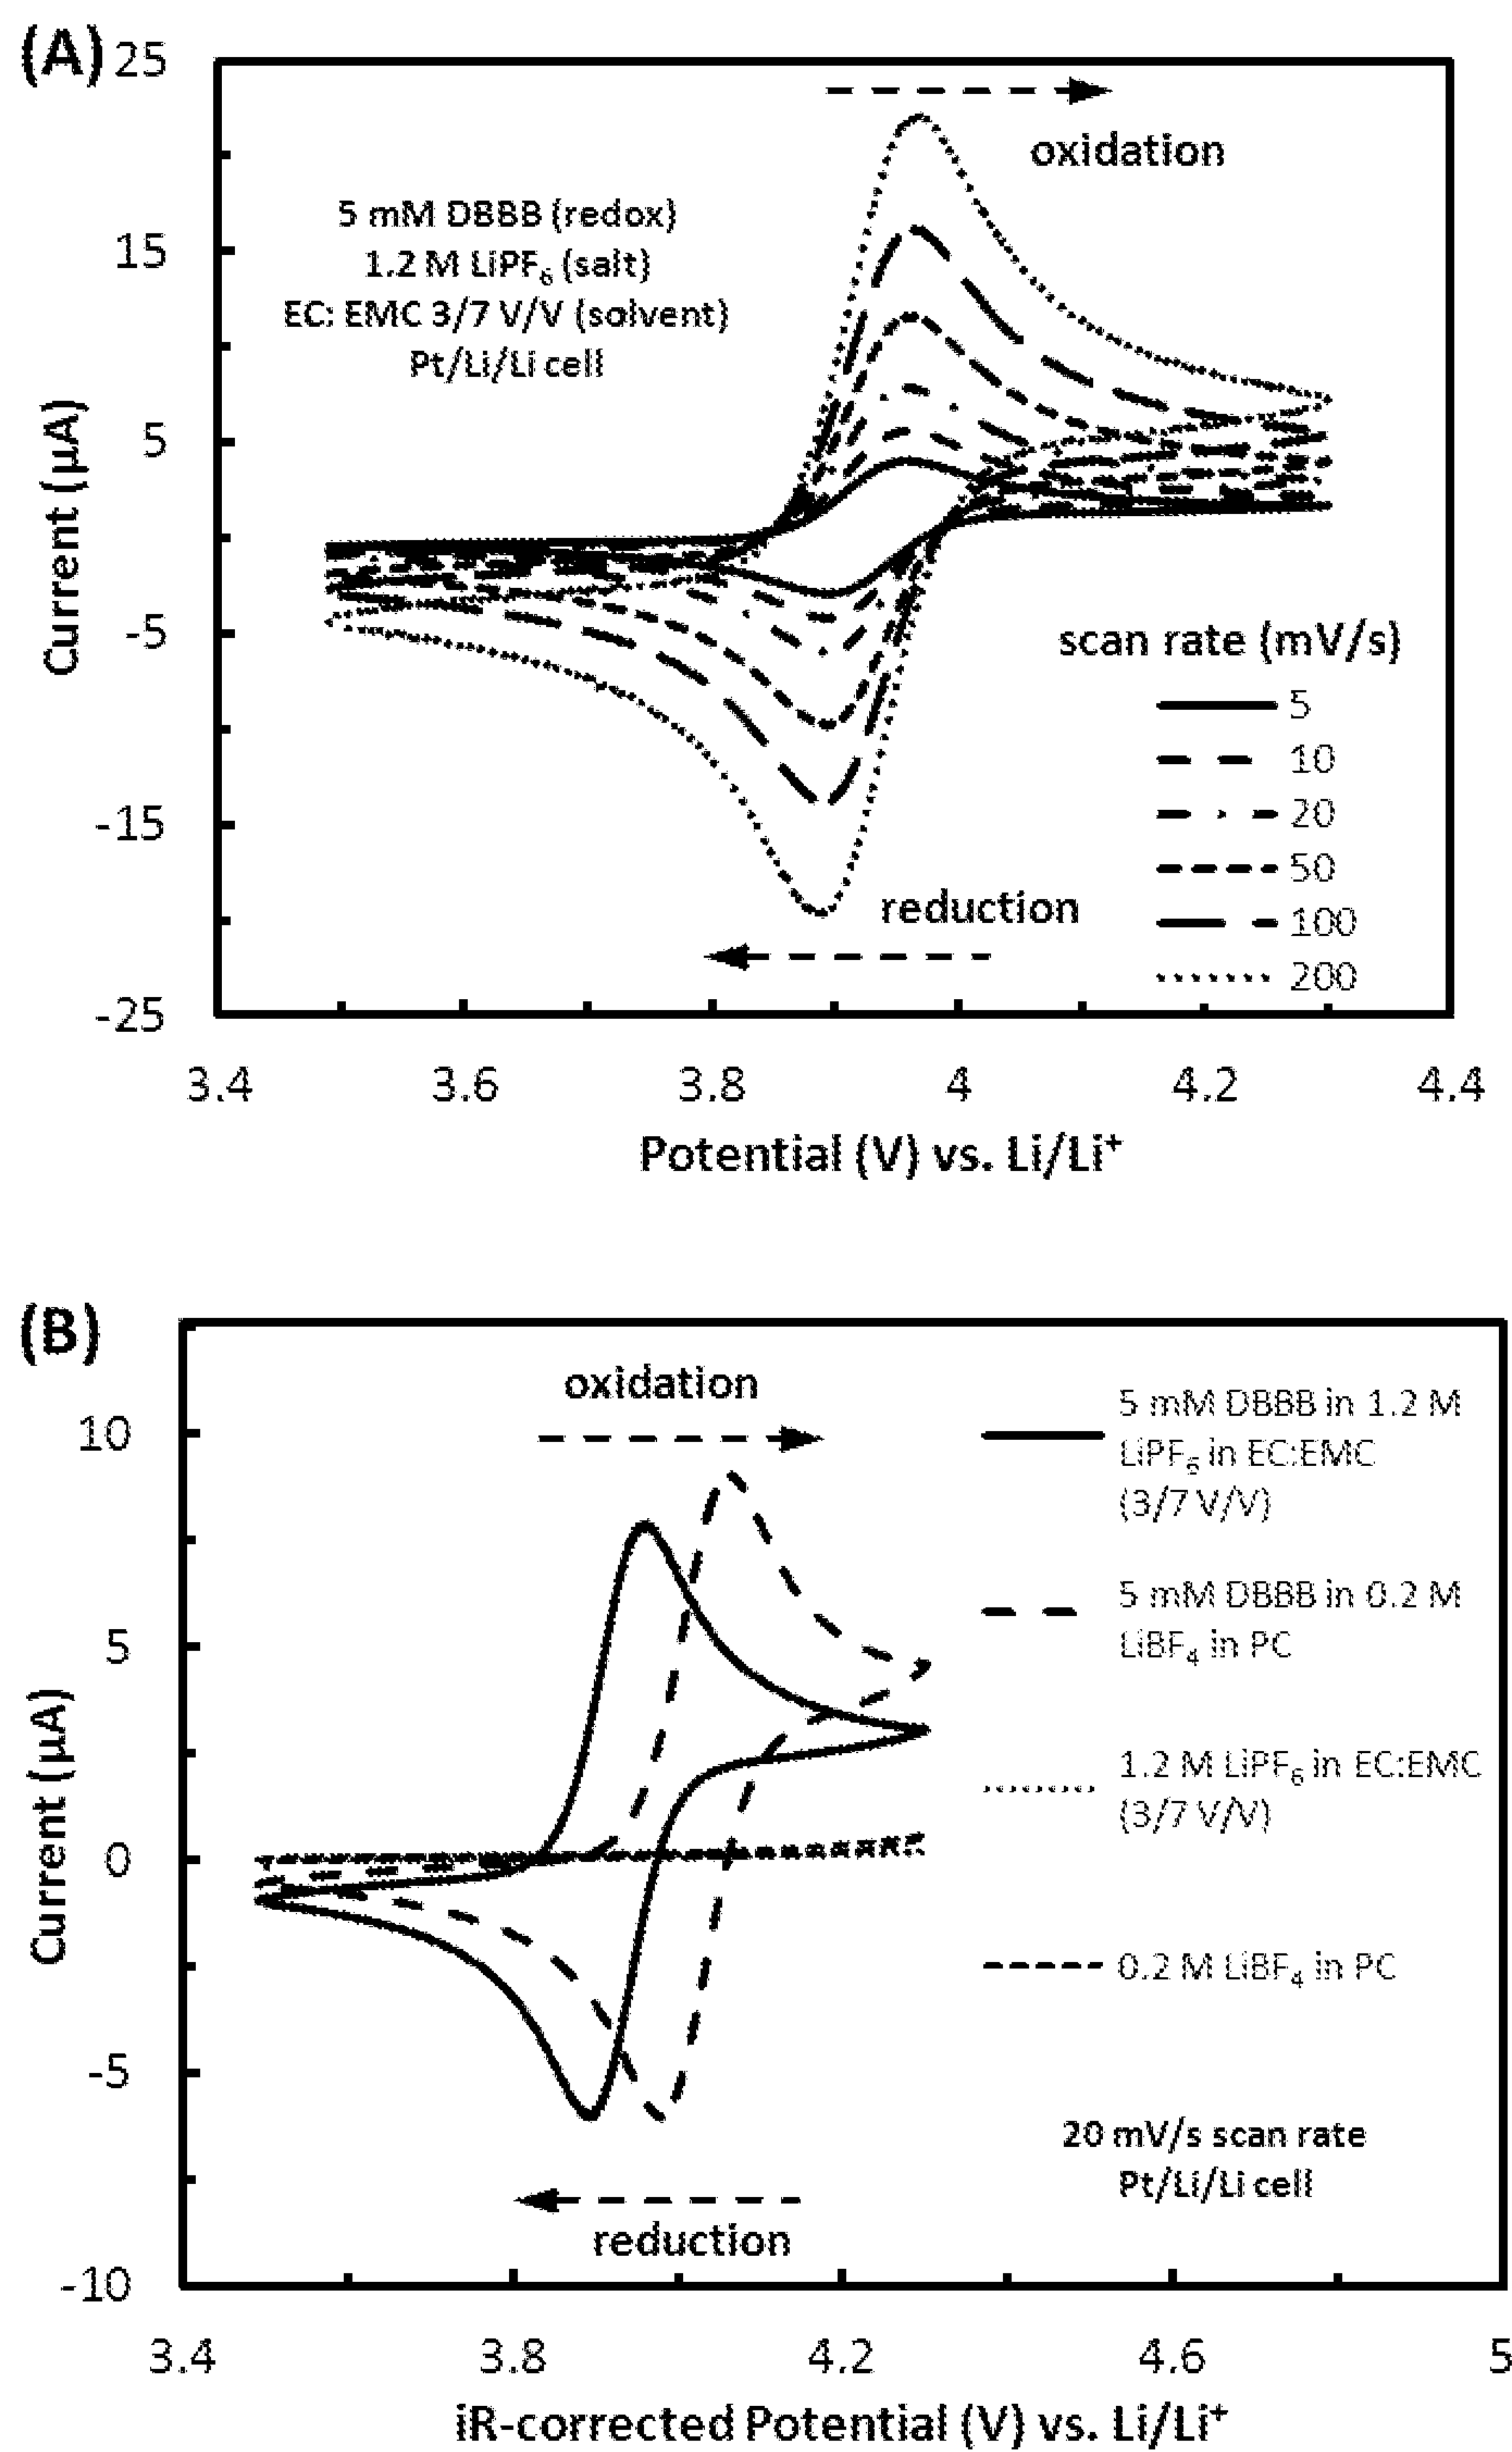 (A)
25
15
5
-5
-15
-25
Current (µA)
oxidation
5 mM DBBB (redox)
1.2 M LiPF₆ (salt)
EC: EMC 3/7 V/V (solvent)
Pt/Li/Li cell
scan rate (mV/s)
5
10
20
50
100
200
reduction
3.4 3.6 3.8 4 4.2 4.4
Potential (V) vs. Li/Li⁺
(B)
10
5
0
-5
-10
Current (µA)
oxidation
5 mM DBBB in 1.2 M
LiPF₆ in EC:EMC
(3/7 V/V)
5 mM DBBB in 0.2 M
LiBF₄ in PC
1.2 M LiPF₆ in EC:EMC
(3/7 V/V)
0.2 M LiBF₄ in PC
20 mV/s scan rate
Pt/Li/Li cell
reduction
3.4 3.8 4.2 4.6 5
iR-corrected Potential (V) vs. Li/Li⁺